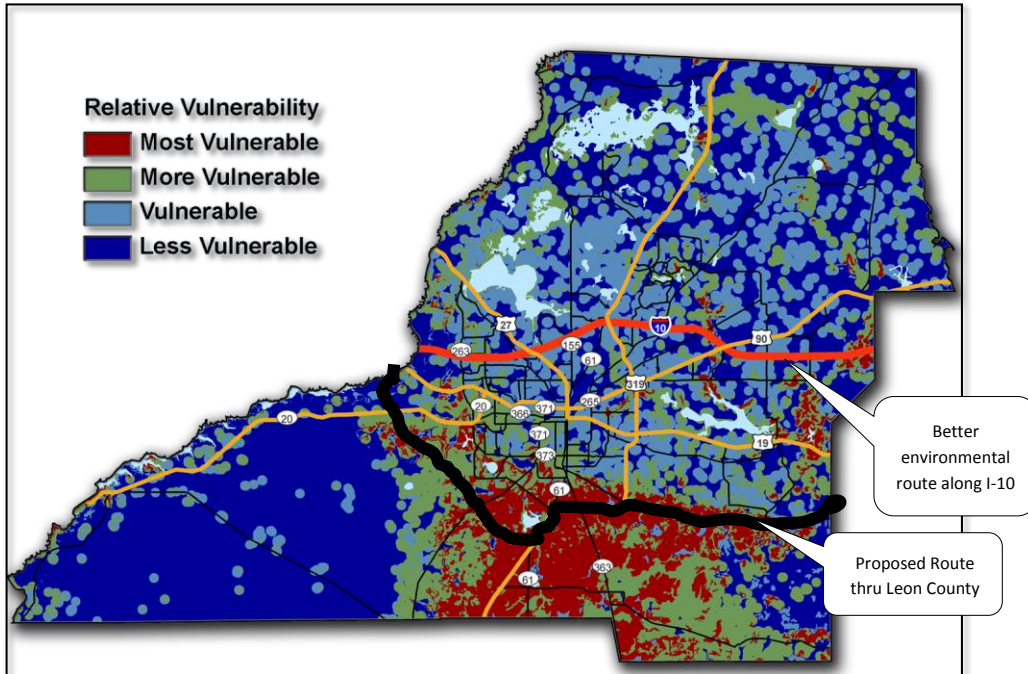 Relative Vulnerability
Most Vulnerable
More Vulnerable
Vulnerable
Less Vulnerable
27
10
263
155
90
61
319
20
371
265
20
366
371
19
373
61
363
61
Better
environmental
route along I-10
Proposed Route
thru Leon County